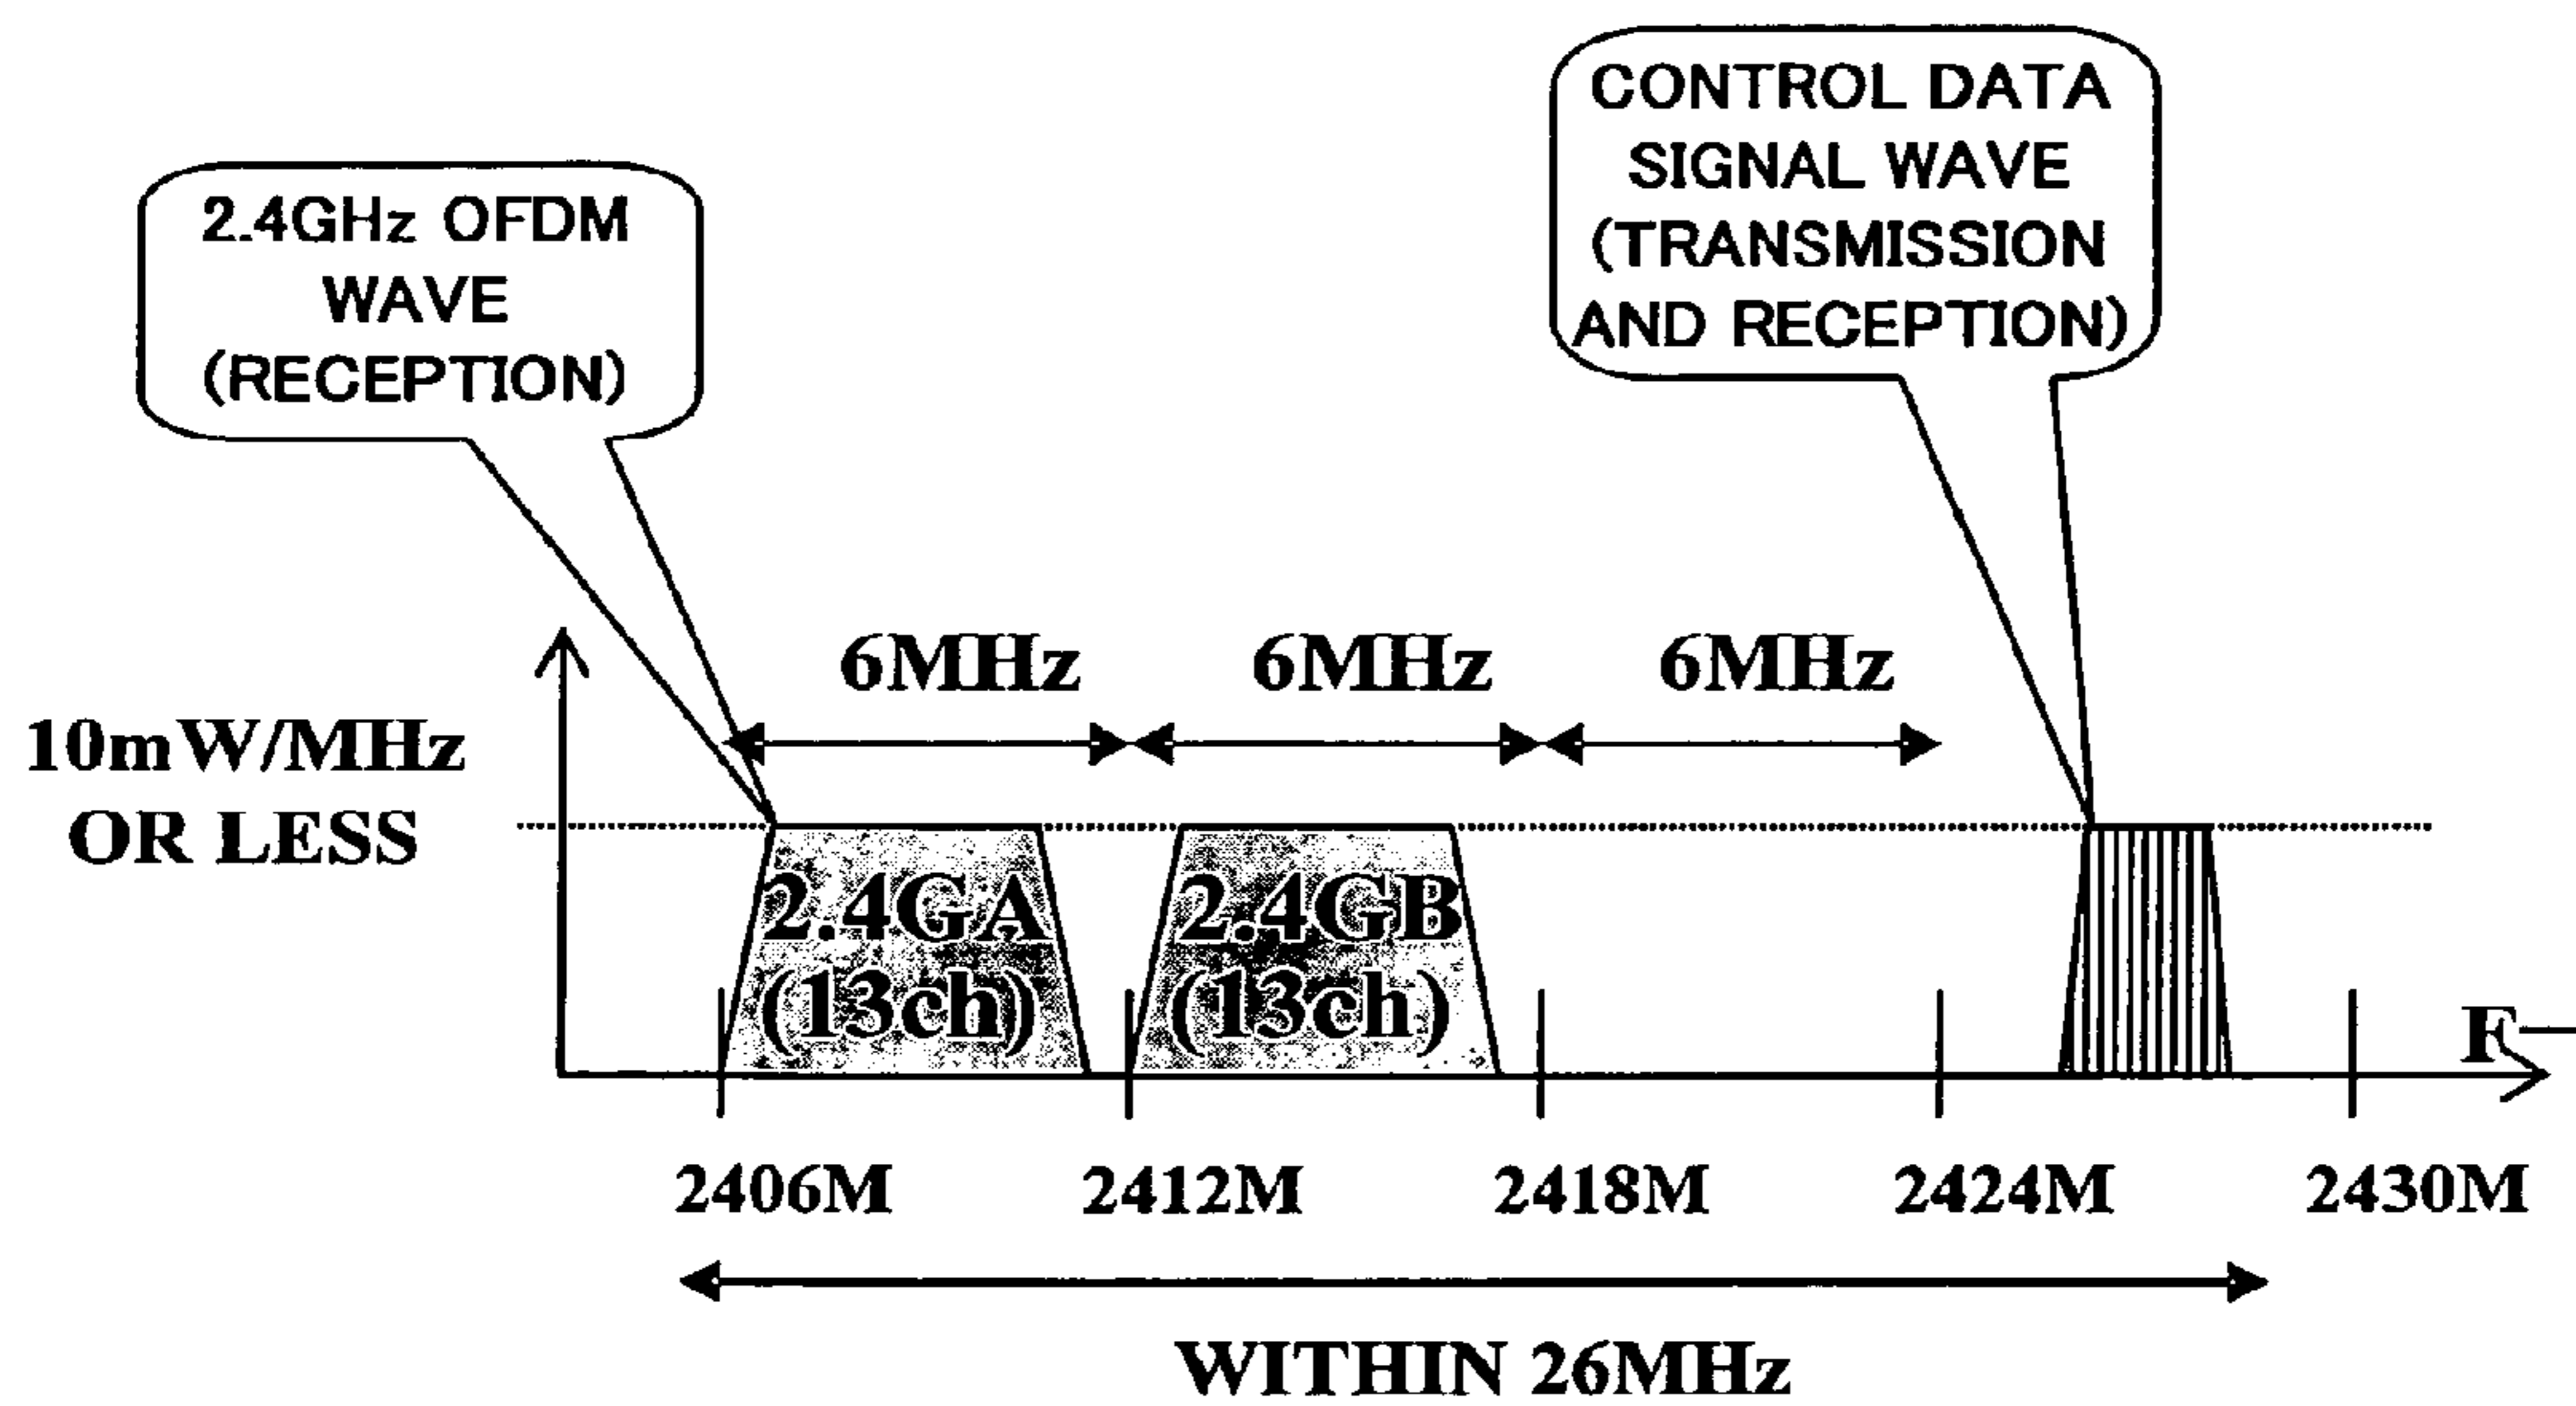 CONTROL DATA
SIGNAL WAVE
(TRANSMISSION
AND RECEPTION)
2.4GHz OFDM
WAVE
(RECEPTION)
6MHz 6MHz 6MHz
10mW/MHz
OR LESS
2.4GA
(13ch)
2.4GB
(13ch)
F
2406M 2412M 2418M 2424M 2430M
WITHIN 26MHz